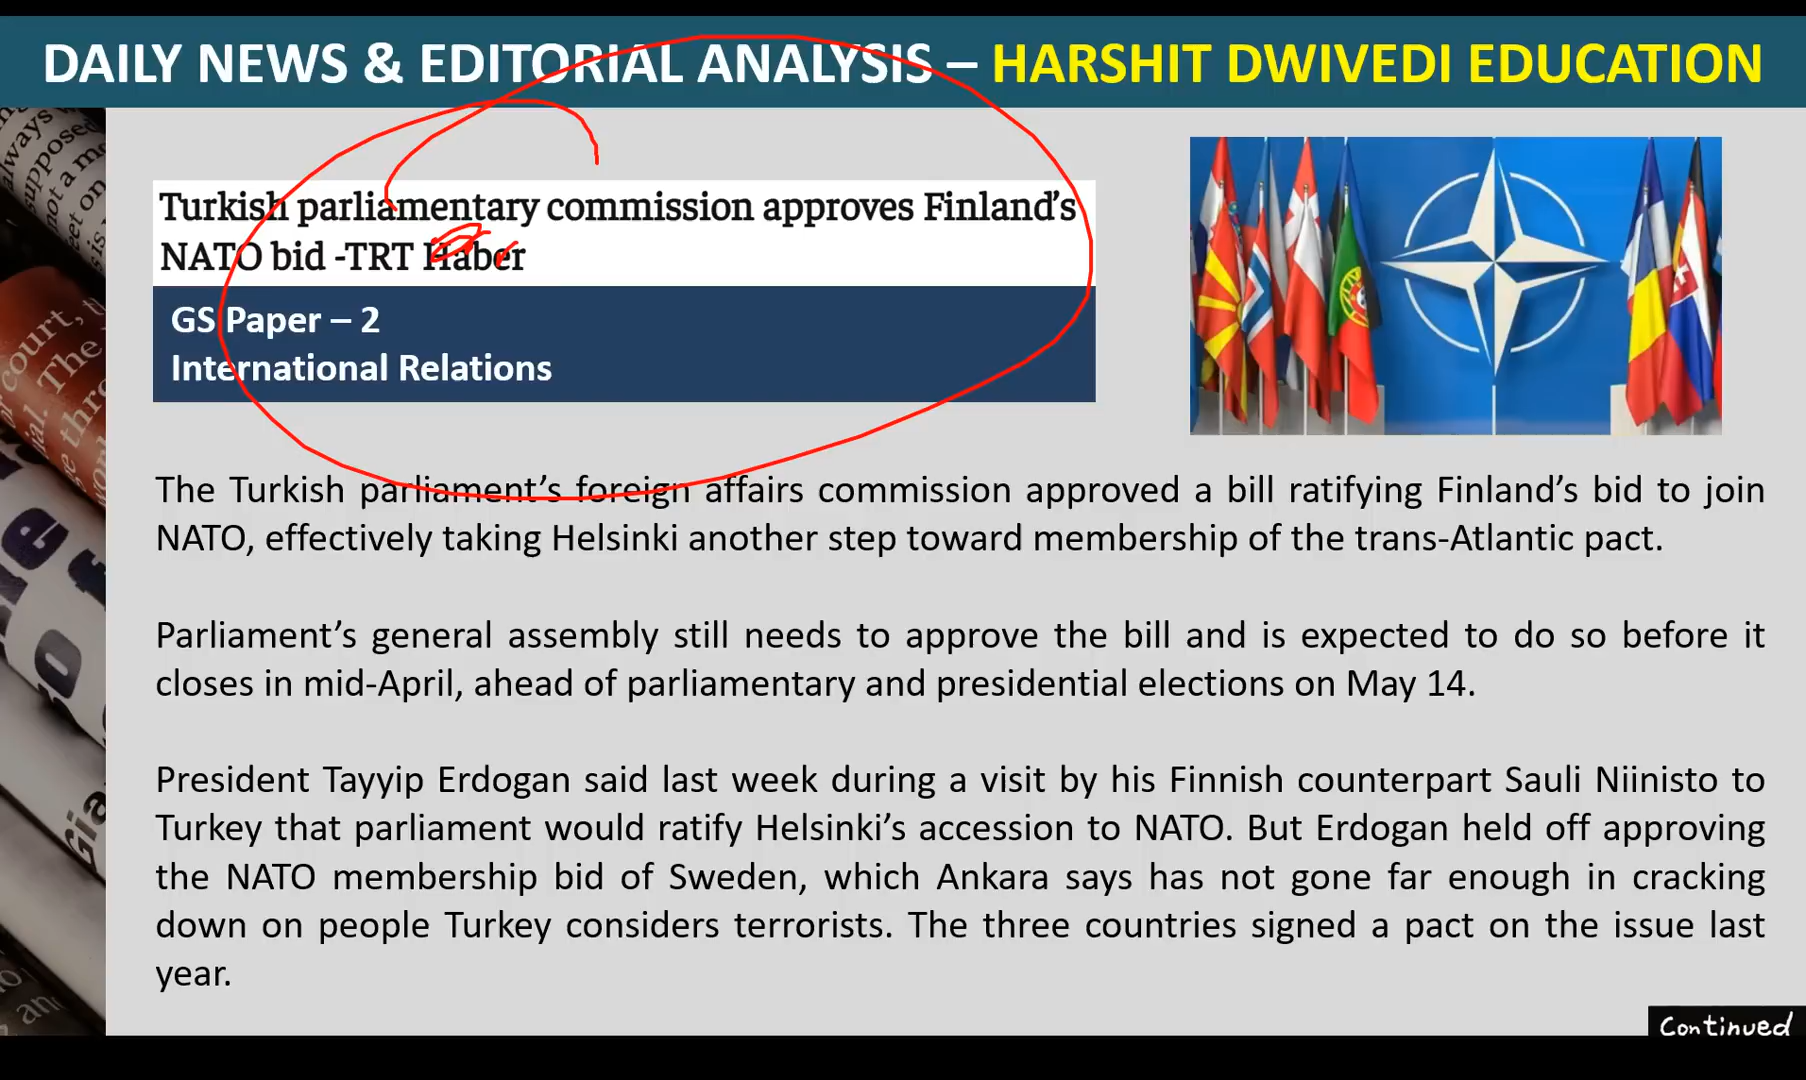 DAILY NEWS & EDITORIAL ANALYSIS – HARSHIT DWIVEDI EDUCATION
Turkish parliamentary commission approves Finland’s
NATO bid -TRT Haber
GS Paper – 2
International Relations
The Turkish parliament’s foreign affairs commission approved a bill ratifying Finland’s bid to join
NATO, effectively taking Helsinki another step toward membership of the trans-Atlantic pact.
Parliament’s general assembly still needs to approve the bill and is expected to do so before it
closes in mid-April, ahead of parliamentary and presidential elections on May 14.
President Tayyip Erdogan said last week during a visit by his Finnish counterpart Sauli Niinisto to
Turkey that parliament would ratify Helsinki’s accession to NATO. But Erdogan held off approving
the NATO membership bid of Sweden, which Ankara says has not gone far enough in cracking
down on people Turkey considers terrorists. The three countries signed a pact on the issue last
year.
Continued